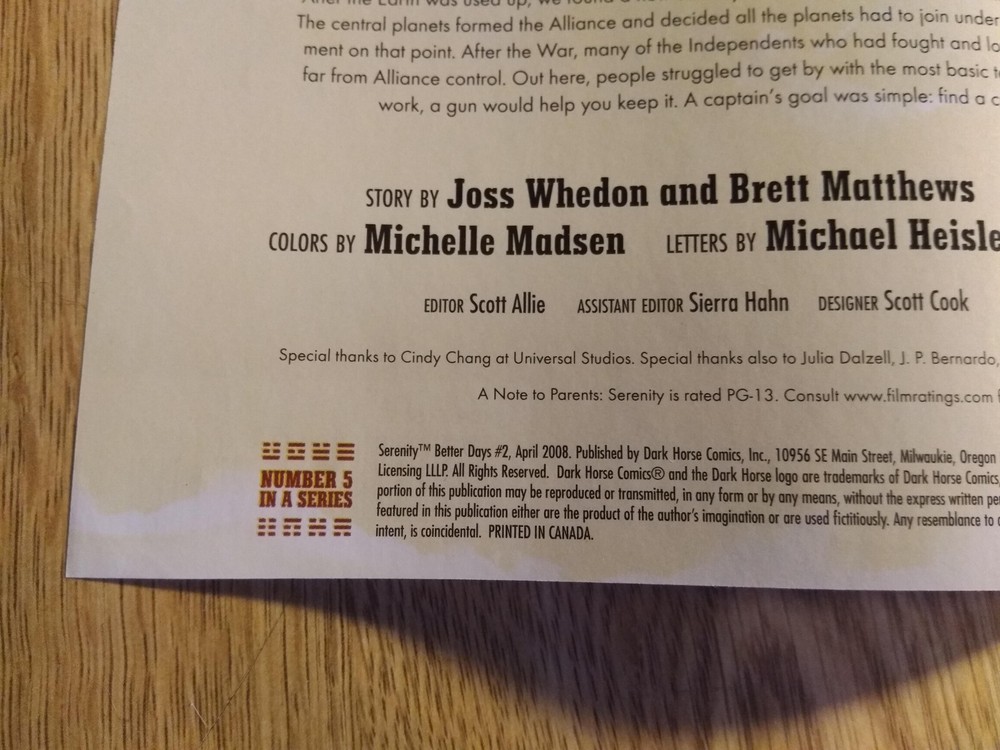 After the Earth was used up, we found a
The central planets formed the Alliance and decided all the planets had to join under
ment on that point. After the War, many of the Independents who had fought and lo
far from Alliance control. Out here, people struggled to get by with the most basic t
work, a gun would help you keep it. A captain's goal was simple: find a c
STORY BY Joss Whedon and Brett Matthews
COLORS BY Michelle Madsen LETTERS BY Michael Heisle
EDITOR Scott Allie ASSISTANT EDITOR Sierra Hahn DESIGNER Scott Cook
Special thanks to Cindy Chang at Universal Studios. Special thanks also to Julia Dalzell, J. P. Bernardo,
A Note to Parents: Serenity is rated PG-13. Consult www.filmratings.com f
NUMBER 5
IN A SERIES
Serenity™ Better Days #2, April 2008. Published by Dark Horse Comics, Inc., 10956 SE Main Street, Milwaukie, Oregon
Licensing LLLP. All Rights Reserved. Dark Horse Comics® and the Dark Horse logo are trademarks of Dark Horse Comics,
portion of this publication may be reproduced or transmitted, in any form or by any means, without the express written pe
featured in this publication either are the product of the author's imagination or are used fictitiously. Any resemblance to a
intent, is coincidental. PRINTED IN CANADA.